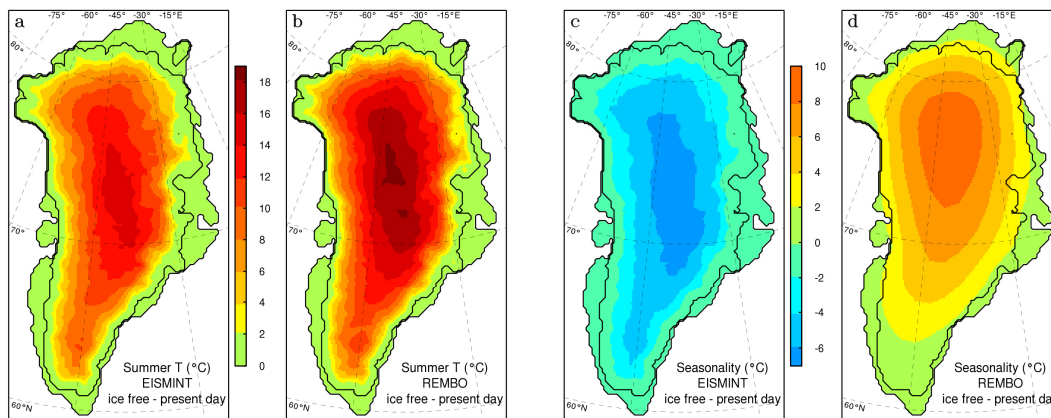 a
-75°
-60°
-45°
-30°
-15°E
80°
70°
60°N
Summer T (°C)
EISMINT
ice free - present day
18
16
14
12
10
8
6
4
2
0
b
-75°
-60°
-45°
-30°
-15°E
80°
70°
60°N
Summer T (°C)
REMBO
ice free - present day
c
-75°
-60°
-45°
-30°
-15°E
80°
70°
60°N
Seasonality (°C)
EISMINT
ice free - present day
10
8
6
4
2
0
-2
-4
-6
d
-75°
-60°
-45°
-30°
-15°E
80°
70°
60°N
Seasonality (°C)
REMBO
ice free - present day